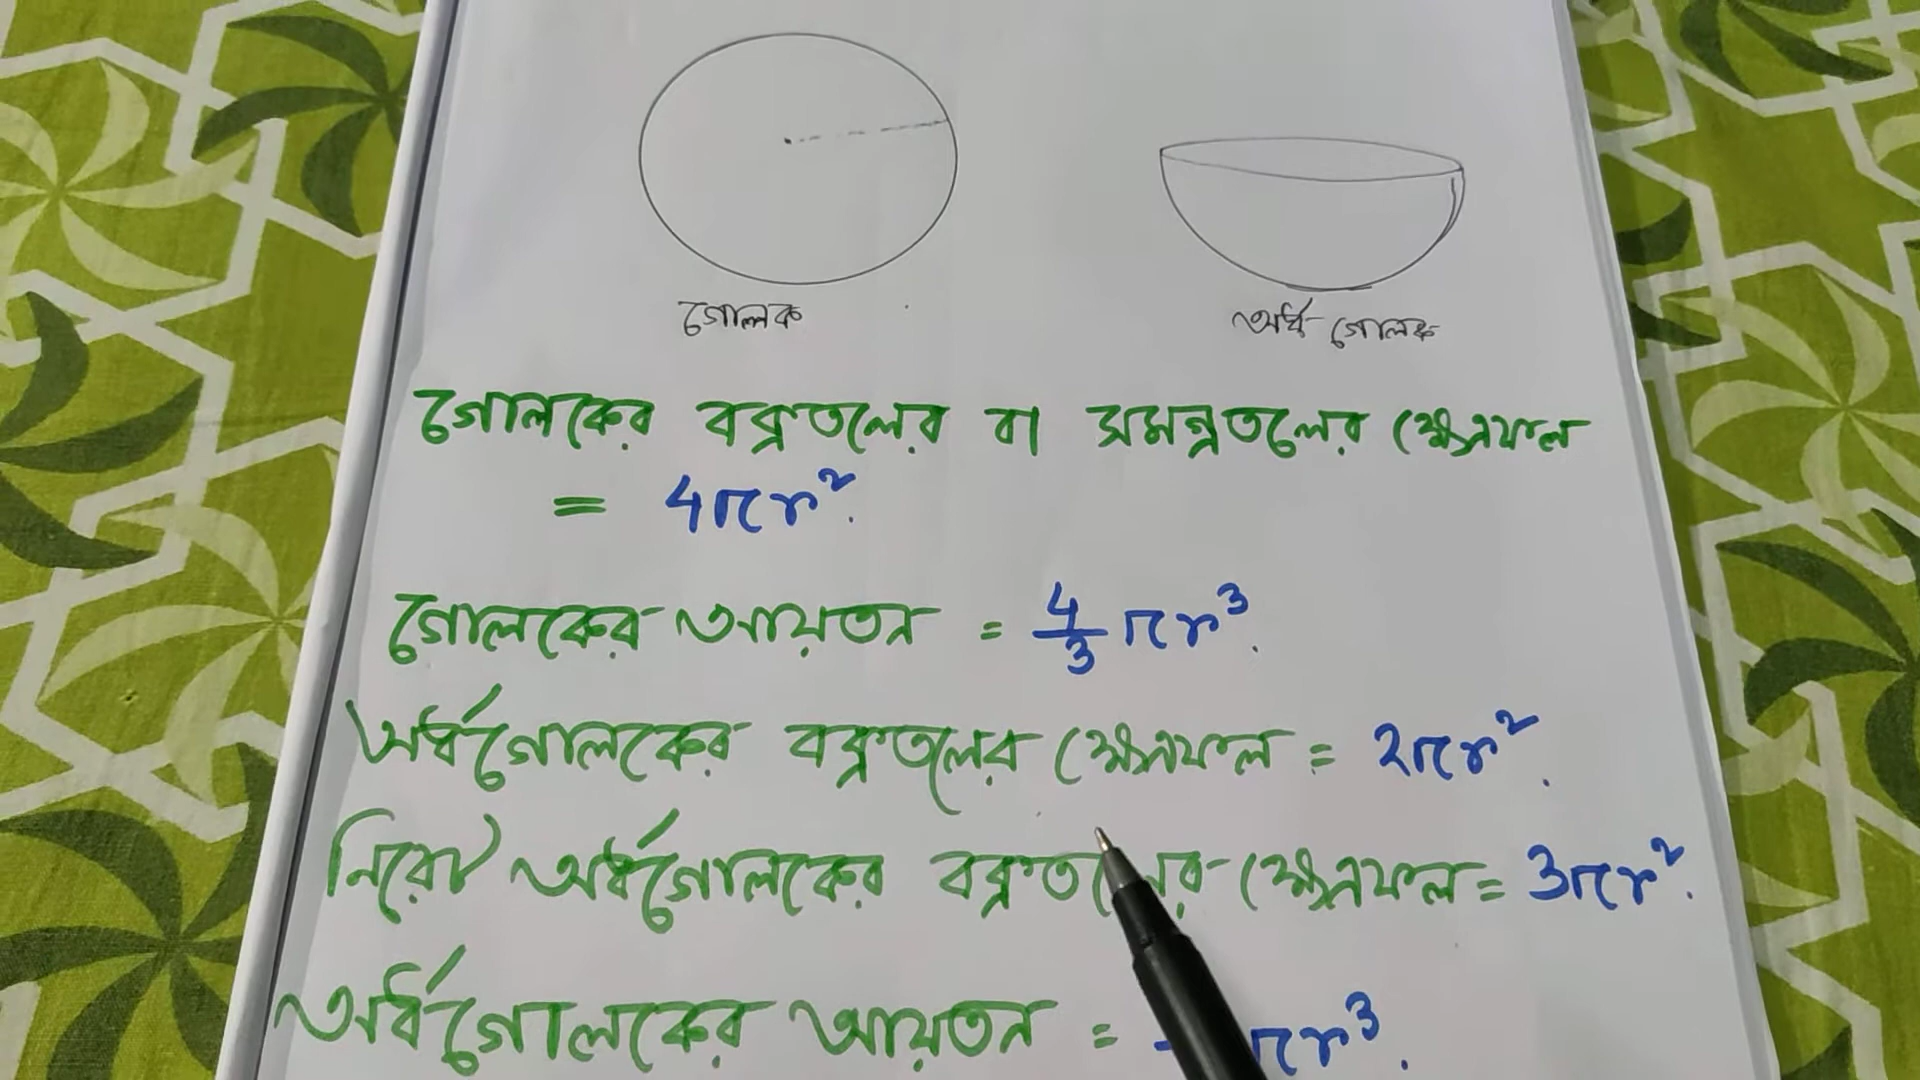 গোলক
অর্ধ গোলক
গোলকের বক্রতলের বা সমগ্রতলের ক্ষেত্রফল
= 4πr².
গোলকের আয়তন = 4/3 πr³.
অর্ধগোলকের বক্রতলের ক্ষেত্রফল = 2πr².
নিরেট অর্ধগোলকের বক্রতলের ক্ষেত্রফল = 3πr².
অর্ধগোলকের আয়তন = πr³.